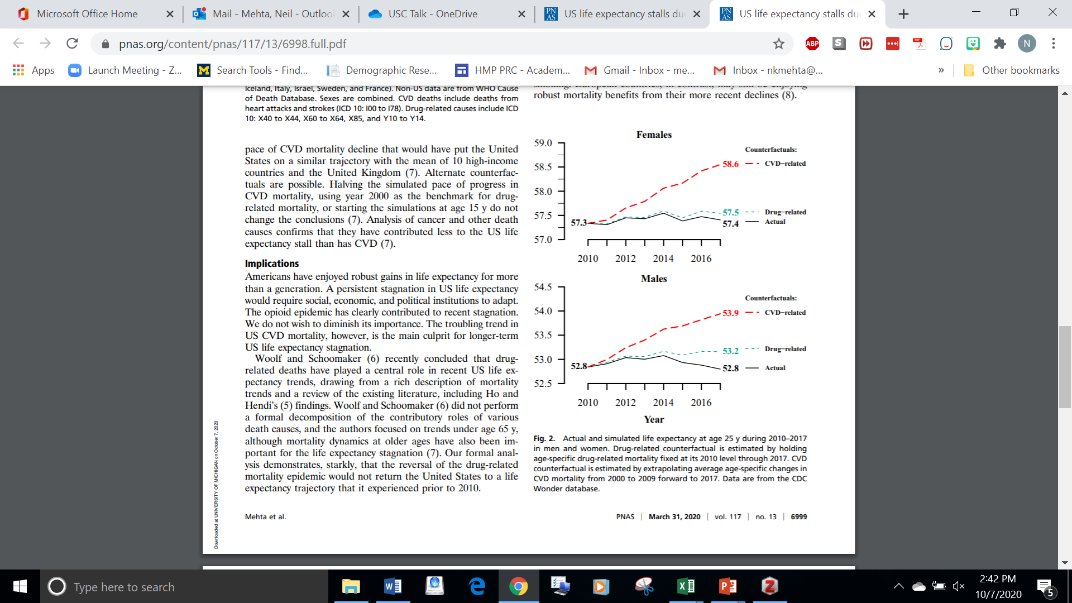 Microsoft Office Home
Mail - Mehta, Neil - Outloo
USC Talk - OneDrive
US life expectancy stalls du
US life expectancy stalls du
pnas.org/content/pnas/117/13/6998.full.pdf
ABP
S
N
Apps
Launch Meeting - Z...
Search Tools - Find...
Demographic Rese...
HMP PRC - Academ...
Gmail - Inbox - me...
Inbox - nkmehta@...
»
Other bookmarks
Iceland, Italy, Israel, Sweden, and France). Non-US data are from WHO Cause
of Death Database. Sexes are combined. CVD deaths include deaths from
heart attacks and strokes (ICD 10: I00 to I78). Drug-related causes include ICD
10: X40 to X44, X60 to X64, X85, and Y10 to Y14.
pace of CVD mortality decline that would have put the United
States on a similar trajectory with the mean of 10 high-income
countries and the United Kingdom (7). Alternate counterfac-
tuals are possible. Halving the simulated pace of progress in
CVD mortality, using year 2000 as the benchmark for drug-
related mortality, or starting the simulations at age 15 y do not
change the conclusions (7). Analysis of cancer and other death
causes confirms that they have contributed less to the US life
expectancy stall than has CVD (7).
Implications
Americans have enjoyed robust gains in life expectancy for more
than a generation. A persistent stagnation in US life expectancy
would require social, economic, and political institutions to adapt.
The opioid epidemic has clearly contributed to recent stagnation.
We do not wish to diminish its importance. The troubling trend in
US CVD mortality, however, is the main culprit for longer-term
US life expectancy stagnation.
Woolf and Schoomaker (6) recently concluded that drug-
related deaths have played a central role in recent US life ex-
pectancy trends, drawing from a rich description of mortality
trends and a review of the existing literature, including Ho and
Hendi's (5) findings. Woolf and Schoomaker (6) did not perform
a formal decomposition of the contributory roles of various
death causes, and the authors focused on trends under age 65 y,
although mortality dynamics at older ages have also been im-
portant for the life expectancy stagnation (7). Our formal anal-
ysis demonstrates, starkly, that the reversal of the drug-related
mortality epidemic would not return the United States to a life
expectancy trajectory that it experienced prior to 2010.
Downloaded at UNIVERSITY OF MICHIGAN on October 7, 2020
robust mortality benefits from their more recent declines (8).
Females
59.0
58.5
58.0
57.5
57.0
57.3
58.6
57.5
57.4
Counterfactuals:
CVD-related
Drug-related
Actual
2010 2012 2014 2016
Males
54.5
54.0
53.5
53.0
52.5
52.8
53.9
53.2
52.8
Counterfactuals:
CVD-related
Drug-related
Actual
2010 2012 2014 2016
Year
Fig. 2. Actual and simulated life expectancy at age 25 y during 2010–2017
in men and women. Drug-related counterfactual is estimated by holding
age-specific drug-related mortality fixed at its 2010 level through 2017. CVD
counterfactual is estimated by extrapolating average age-specific changes in
CVD mortality from 2000 to 2009 forward to 2017. Data are from the CDC
Wonder database.
Mehta et al.
PNAS | March 31, 2020 | vol. 117 | no. 13 | 6999
Type here to search
2:42 PM
10/7/2020
5